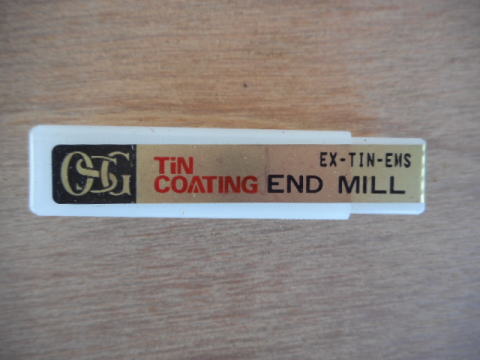 OSG
TiN
COATING END MILL
EX-TIN-EMS